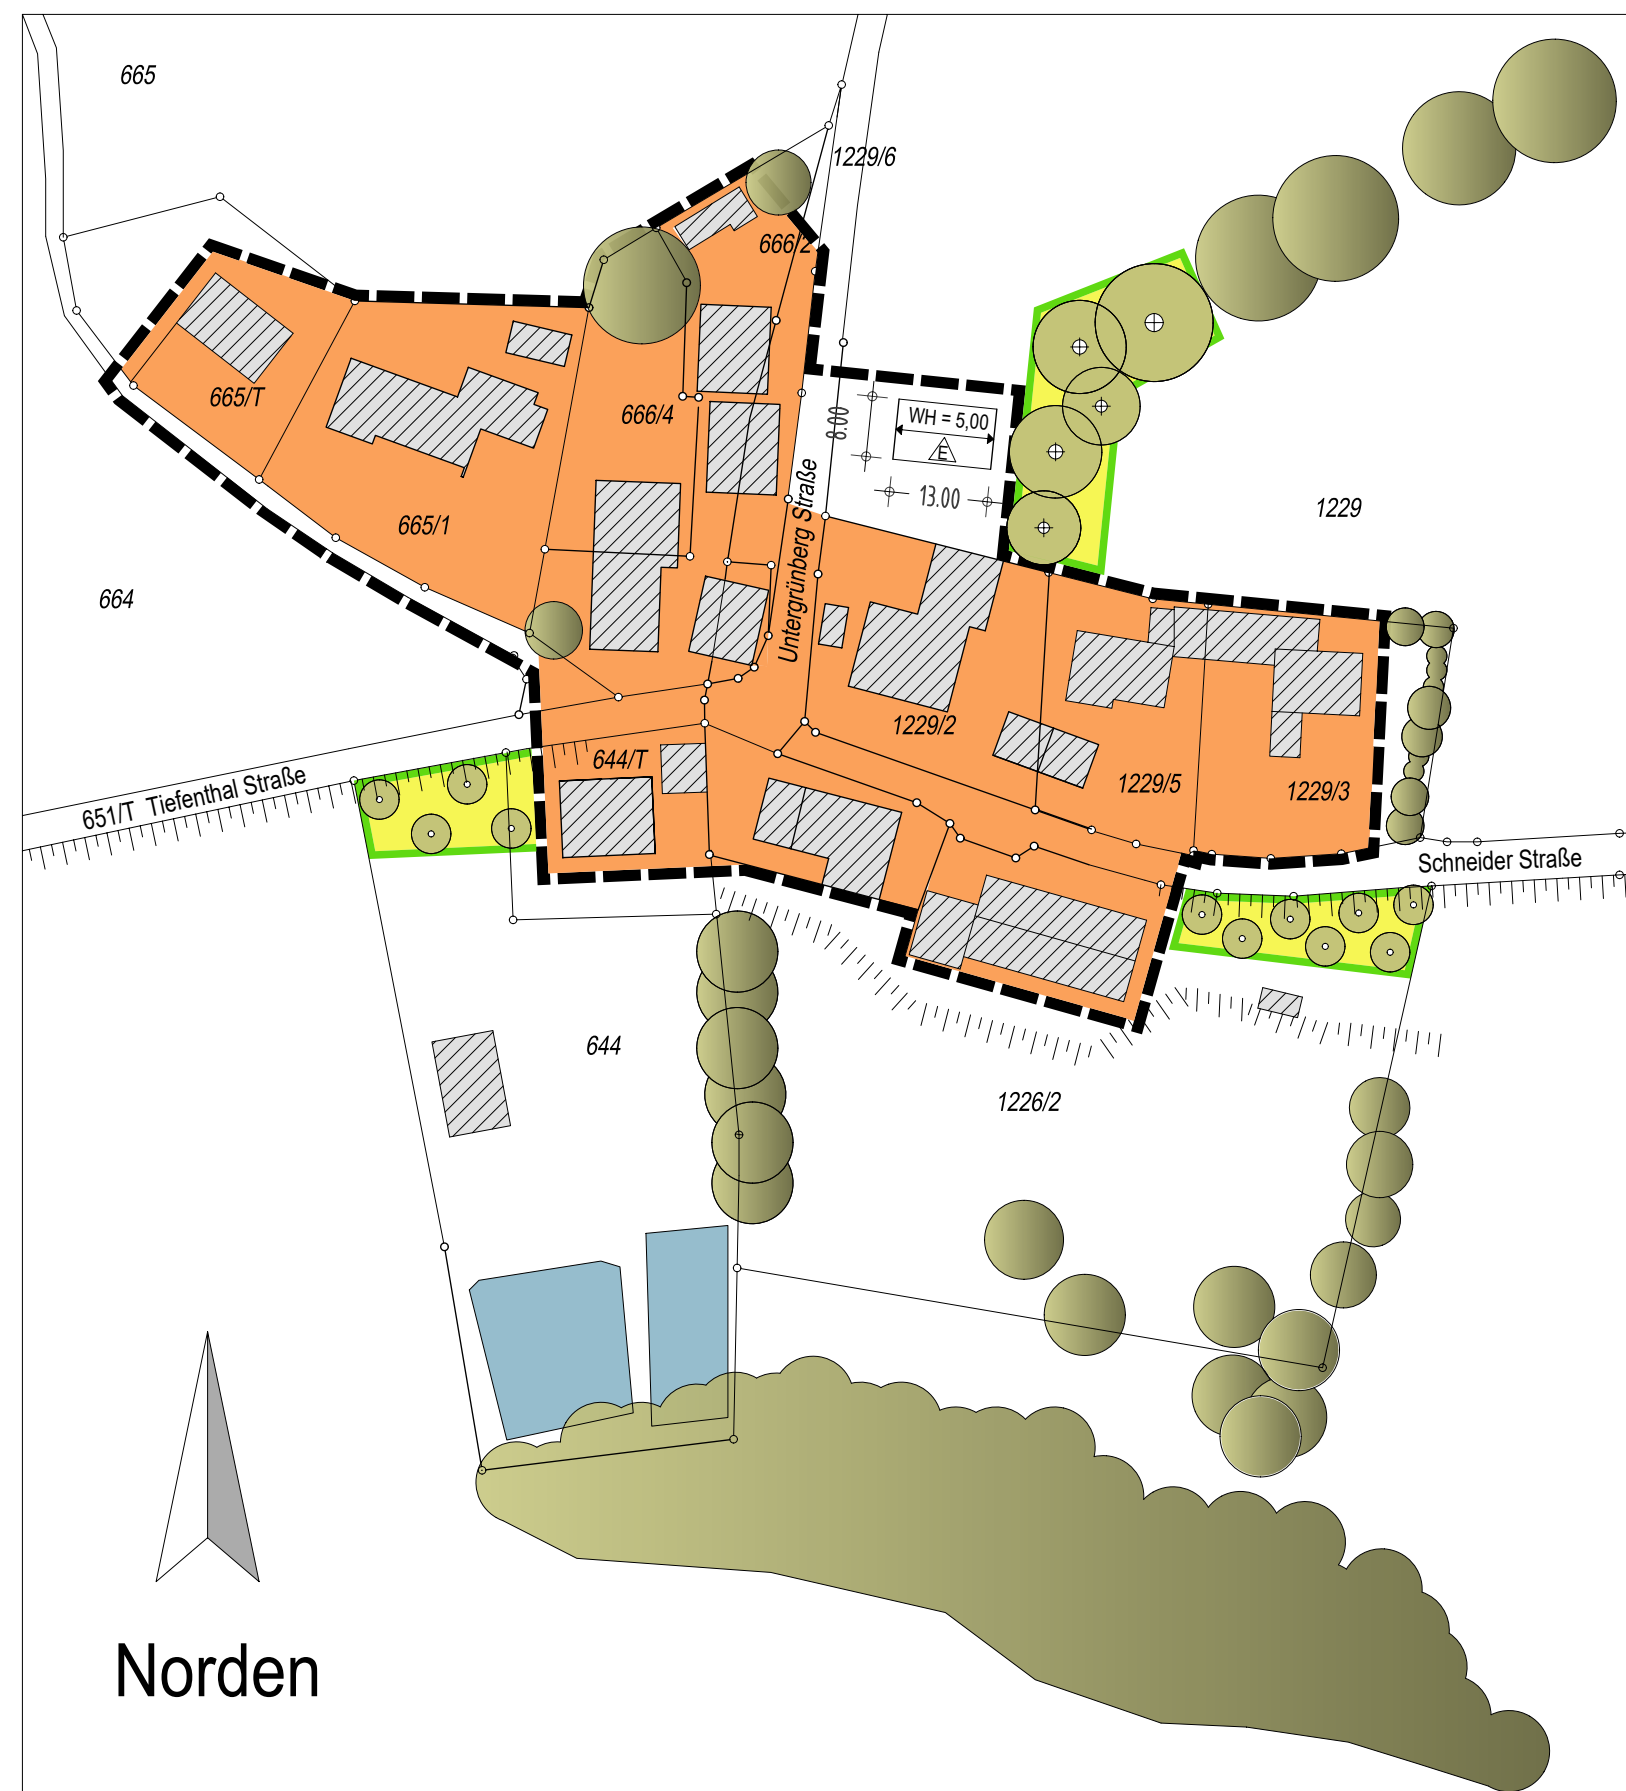 665
1229/6
666/2
665/T
666/4
8.00
WH = 5,00
E
13.00
Untergrünberg Straße
665/1
1229
664
1229/2
644/T
1229/5
1229/3
651/T Tiefenthal Straße
Schneider Straße
644
1226/2
Norden